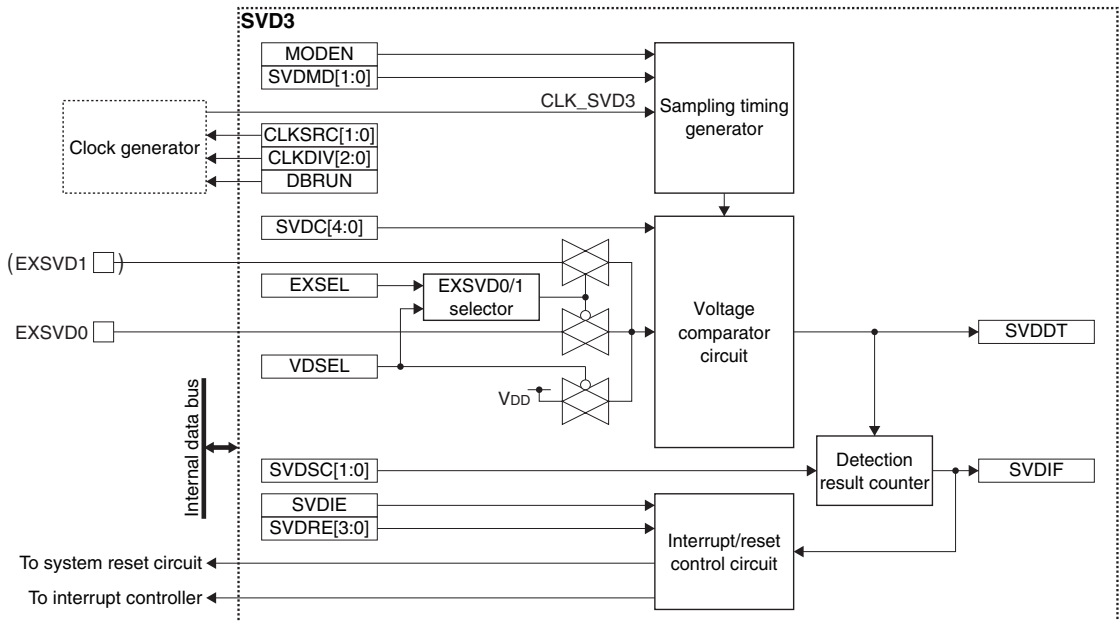 SVD3
MODEN
SVDMD[1:0]
CLK_SVD3
Sampling timing
generator
Clock generator
CLKSRC[1:0]
CLKDIV[2:0]
DBRUN
SVDC[4:0]
(EXSVD1 )
EXSEL
EXSVD0/1
selector
Voltage
comparator
circuit
EXSVD0
SVDDT
VDSEL
VDD
Internal data bus
SVDSC[1:0]
Detection
result counter
SVDIF
SVDIE
SVDRE[3:0]
Interrupt/reset
control circuit
To system reset circuit
To interrupt controller